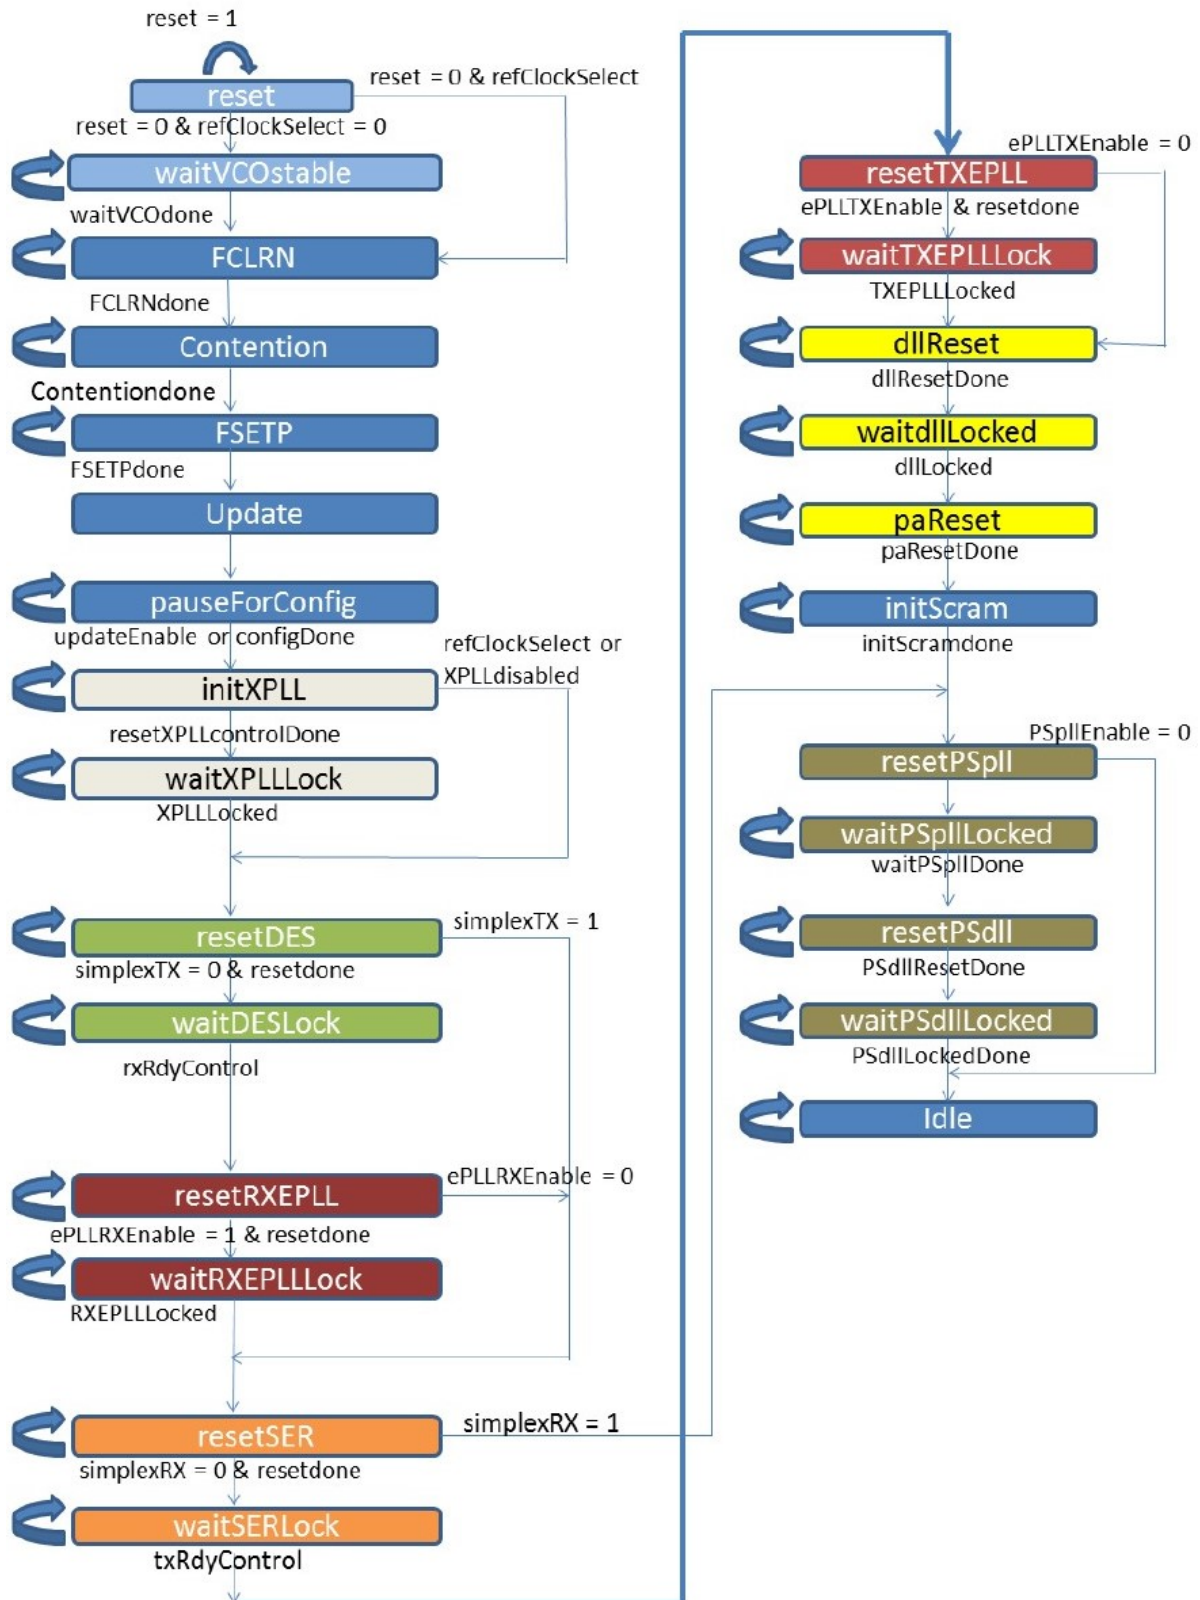 reset = 1
reset = 0 & refClockSelect
reset
reset = 0 & refClockSelect = 0
waitVCOstable
waitVCOdone
FCLRN
FCLRNdone
Contention
Contentiondone
FSETP
FSETPdone
Update
pauseForConfig
updateEnable or configDone
refClockSelect or
XPLLdisabled
initXPLL
resetXPLLcontrolDone
waitXPLLLock
XPLLLocked
resetDES
simplexTX = 1
simplexTX = 0 & resetdone
waitDESLock
rxRdyControl
resetRXEPLL
ePLLRXEnable = 0
ePLLRXEnable = 1 & resetdone
waitRXEPLLLock
RXEPLLLocked
resetSER
simplexRX = 1
simplexRX = 0 & resetdone
waitSERLock
txRdyControl
ePLLTXEnable = 0
resetTXEPLL
ePLLTXEnable & resetdone
waitTXEPLLLock
TXEPLLLocked
dllReset
dllResetDone
waitdllLocked
dllLocked
paReset
paResetDone
initScram
initScramdone
PSpllEnable = 0
resetPSpll
waitPSpllLocked
waitPSpllDone
resetPSdll
PSdllResetDone
waitPSdllLocked
PSdllLockedDone
Idle